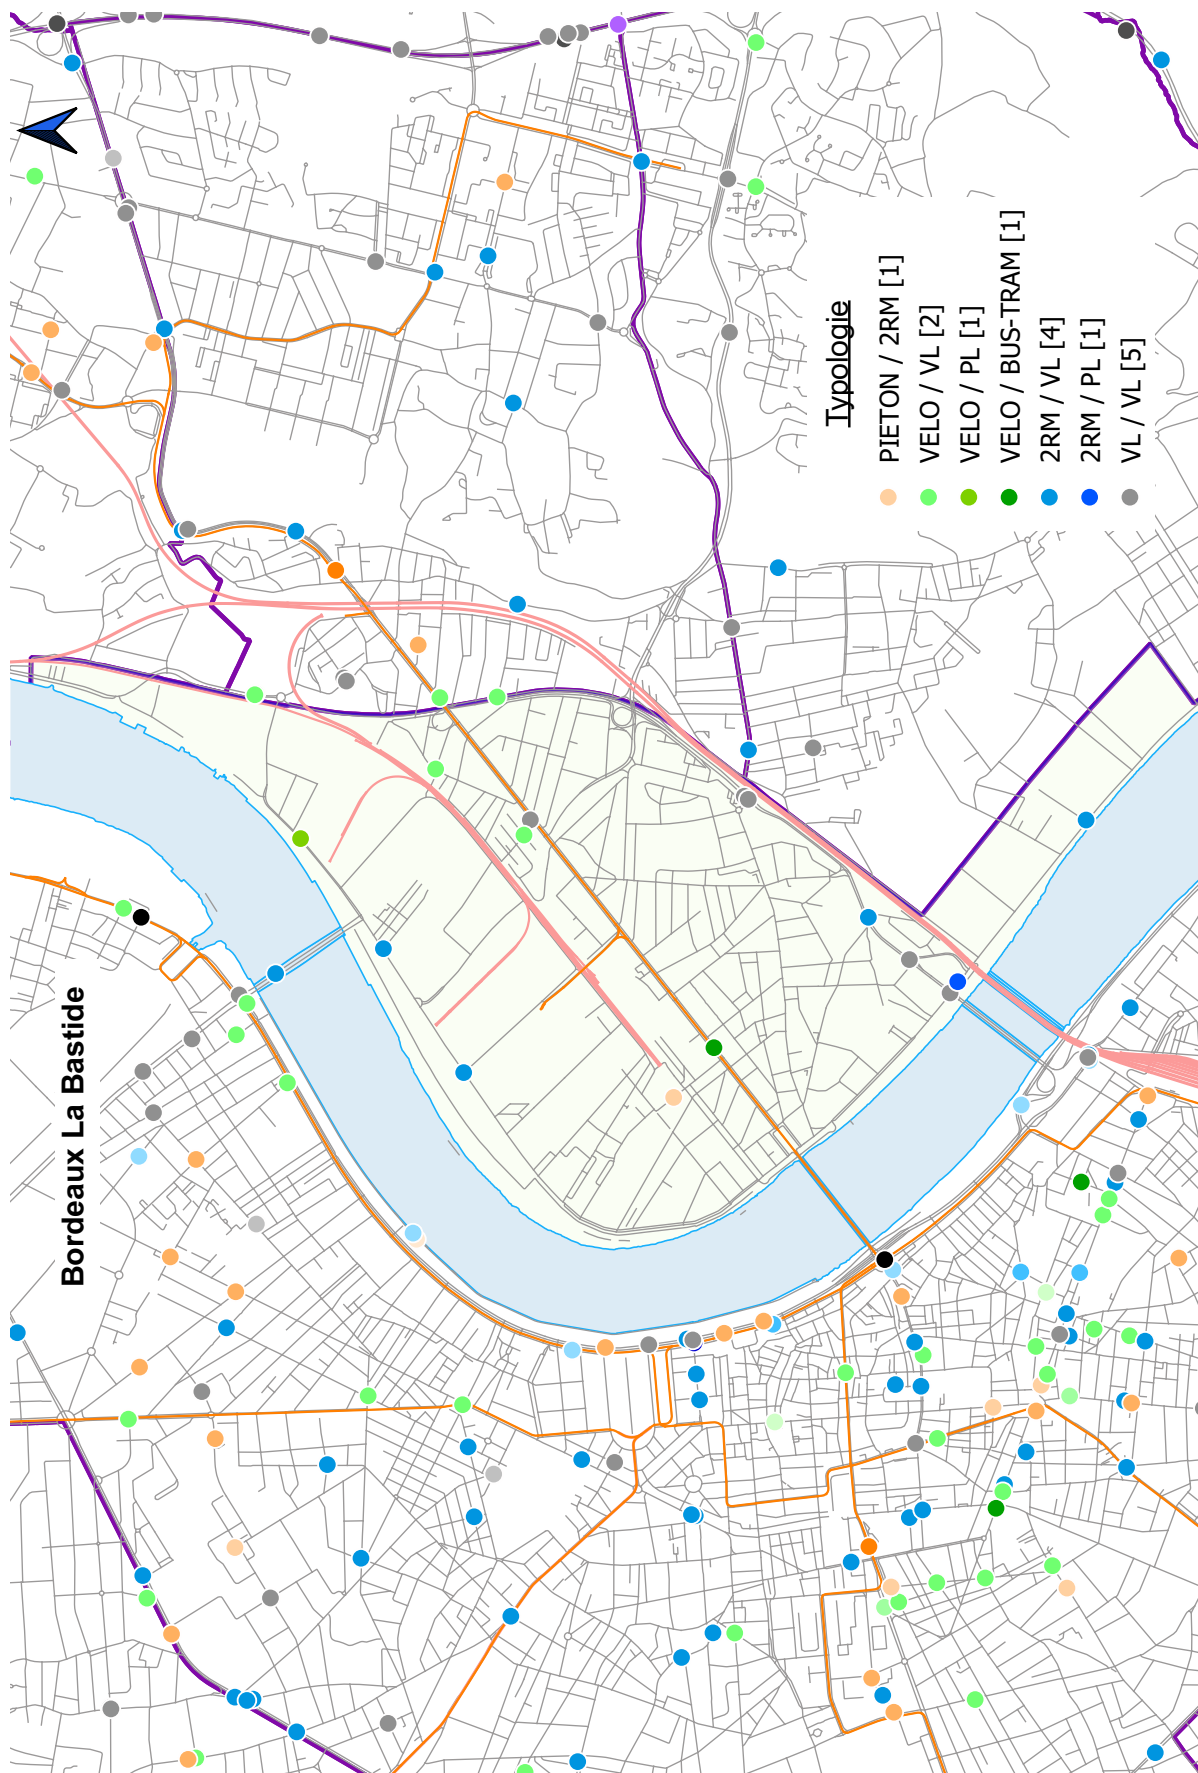 Bordeaux La Bastide
Typologie
PIETON / 2RM [1]
VELO / VL [2]
VELO / PL [1]
VELO / BUS-TRAM [1]
2RM / VL [4]
2RM / PL [1]
VL / VL [5]